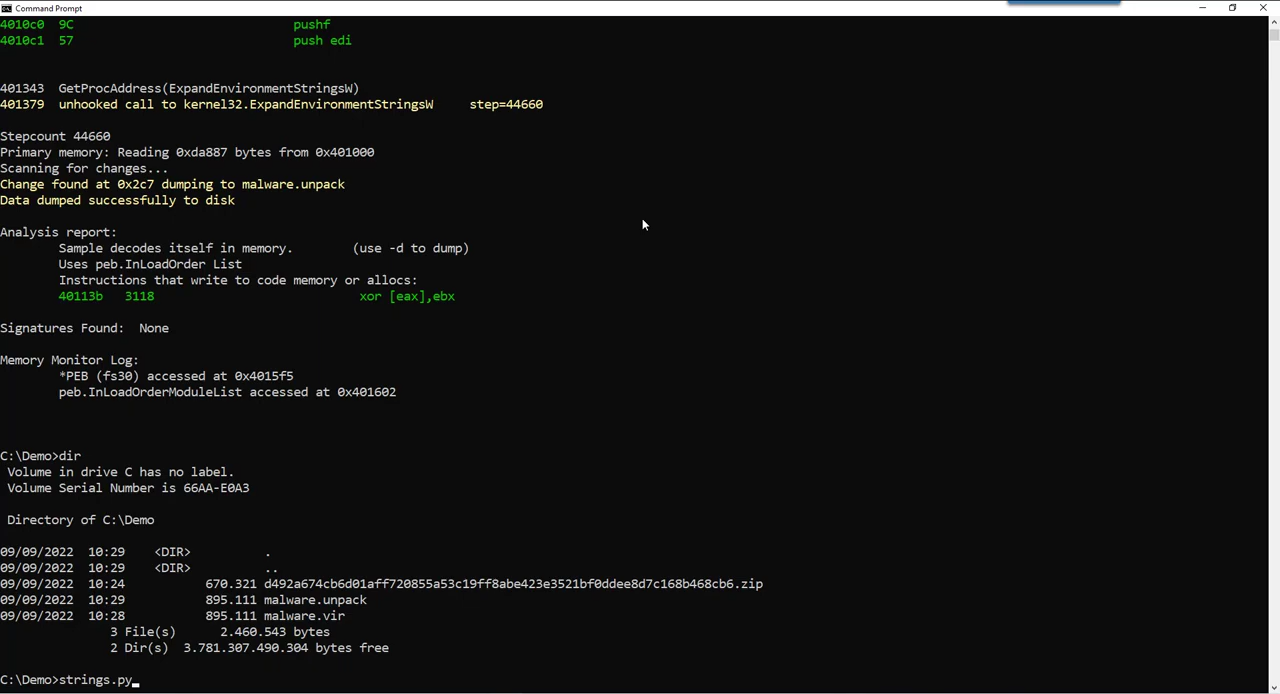 Command Prompt
4010c0  9C                              pushf
4010c1  57                              push edi
401343  GetProcAddress(ExpandEnvironmentStringsW)
401379  unhooked call to kernel32.ExpandEnvironmentStringsW     step=44660
Stepcount 44660
Primary memory: Reading 0xda887 bytes from 0x401000
Scanning for changes...
Change found at 0x2c7 dumping to malware.unpack
Data dumped successfully to disk
Analysis report:
        Sample decodes itself in memory.        (use -d to dump)
        Uses peb.InLoadOrder List
        Instructions that write to code memory or allocs:
        40113b   3118                            xor [eax],ebx
Signatures Found:  None
Memory Monitor Log:
        *PEB (fs30) accessed at 0x4015f5
        peb.InLoadOrderModuleList accessed at 0x401602
C:\Demo>dir
 Volume in drive C has no label.
 Volume Serial Number is 66AA-E0A3
 Directory of C:\Demo
09/09/2022  10:29    <DIR>          .
09/09/2022  10:29    <DIR>          ..
09/09/2022  10:24           670.321 d492a674cb6d01aff720855a53c19ff8abe423e3521bf0ddee8d7c168b468cb6.zip
09/09/2022  10:29           895.111 malware.unpack
09/09/2022  10:28           895.111 malware.vir
               3 File(s)      2.460.543 bytes
               2 Dir(s)  3.781.307.490.304 bytes free
C:\Demo>strings.py_